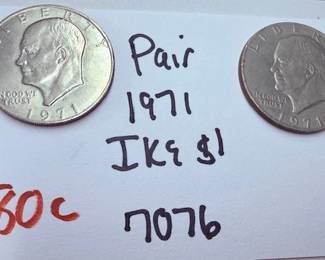 LIBERTY
IN GOD WE
TRUST
1971
Pair
1971
IKE $1
7076
80c
LIBERTY
IN GOD WE
TRUST
1971